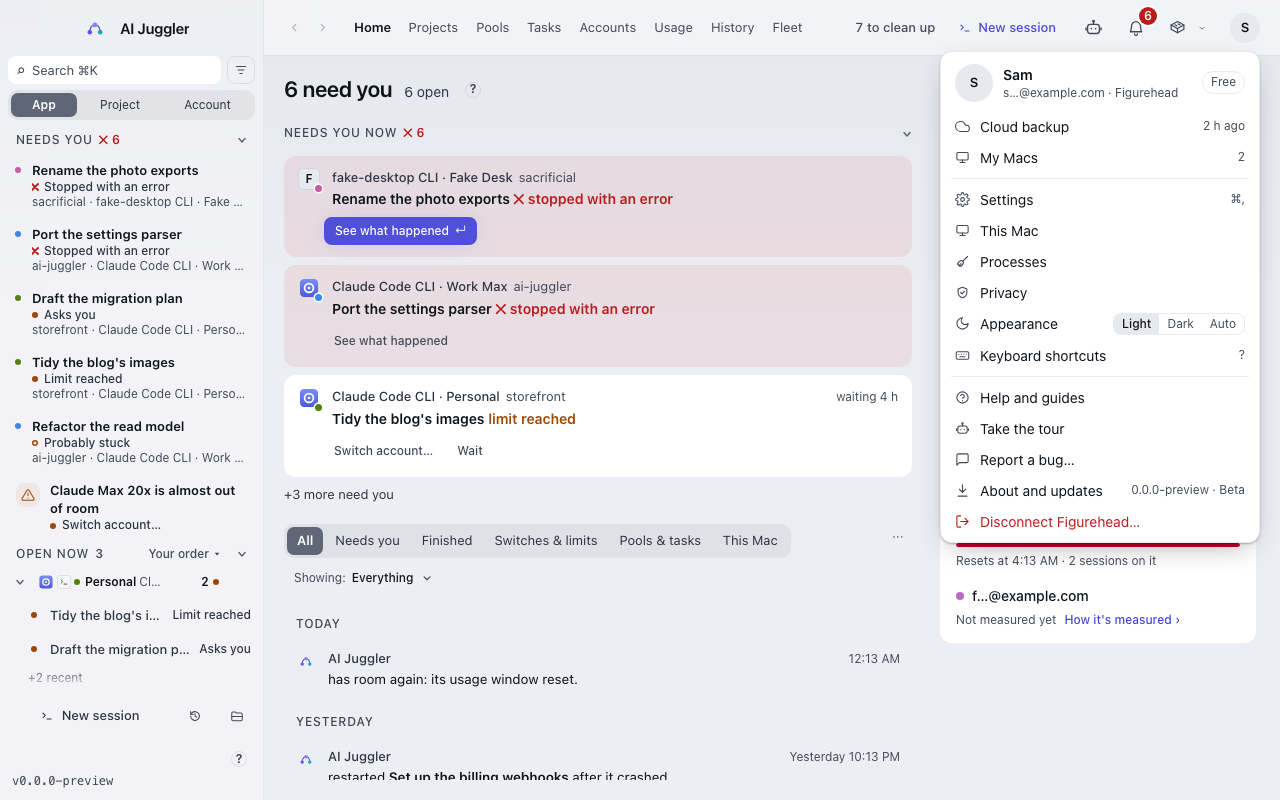 AI Juggler
Search ⌘K
App Project Account
NEEDS YOU ✕ 6
Rename the photo exports
✕ Stopped with an error
sacrificial · fake-desktop CLI · Fake ...
Port the settings parser
✕ Stopped with an error
ai-juggler · Claude Code CLI · Work ...
Draft the migration plan
Asks you
storefront · Claude Code CLI · Perso...
Tidy the blog's images
Limit reached
storefront · Claude Code CLI · Perso...
Refactor the read model
Probably stuck
ai-juggler · Claude Code CLI · Work ...
Claude Max 20x is almost out
of room
Switch account...
OPEN NOW 3 Your order
Personal Cl... 2
Tidy the blog's i... Limit reached
Draft the migration p... Asks you
+2 recent
New session
?
v0.0.0-preview
Home Projects Pools Tasks Accounts Usage History Fleet
7 to clean up New session 6 S
6 need you 6 open ?
NEEDS YOU NOW ✕ 6
F fake-desktop CLI · Fake Desk sacrificial
Rename the photo exports ✕ stopped with an error
See what happened ↵
Claude Code CLI · Work Max ai-juggler
Port the settings parser ✕ stopped with an error
See what happened
Claude Code CLI · Personal storefront waiting 4 h
Tidy the blog's images limit reached
Switch account... Wait
+3 more need you
All Needs you Finished Switches & limits Pools & tasks This Mac ...
Showing: Everything
TODAY
AI Juggler 12:13 AM
has room again: its usage window reset.
YESTERDAY
AI Juggler Yesterday 10:13 PM
restarted Set up the billing webhooks after it crashed
S Sam Free
s...@example.com · Figurehead
Cloud backup 2 h ago
My Macs 2
Settings ⌘,
This Mac
Processes
Privacy
Appearance Light Dark Auto
Keyboard shortcuts ?
Help and guides
Take the tour
Report a bug...
About and updates 0.0.0-preview · Beta
Disconnect Figurehead...
Resets at 4:13 AM · 2 sessions on it
f...@example.com
Not measured yet How it's measured ›